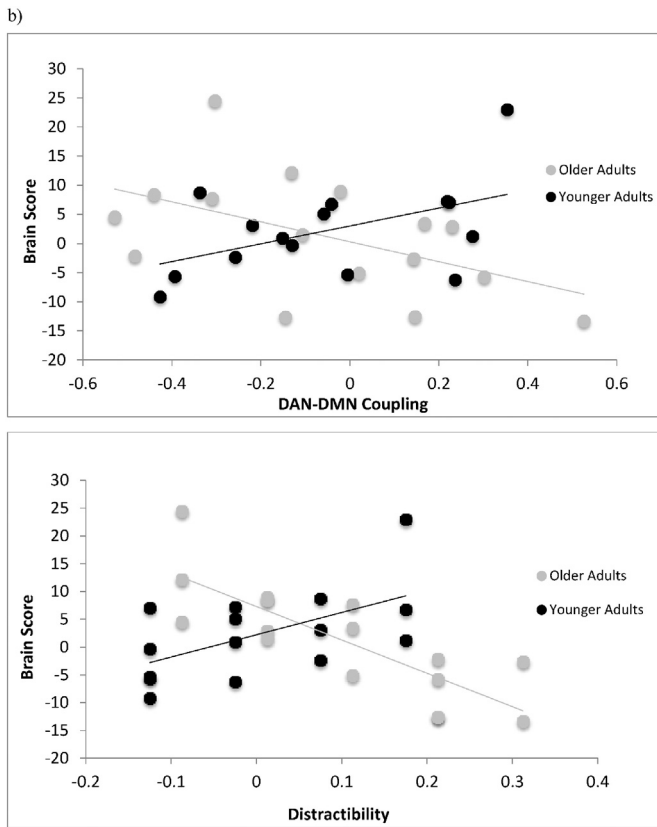 b)
30
25
20
15
10
5
0
-5
-10
-15
-20
Brain Score
Older Adults
Younger Adults
-0.6 -0.4 -0.2 0 0.2 0.4 0.6
DAN-DMN Coupling
30
25
20
15
10
5
0
-5
-10
-15
-20
Brain Score
Older Adults
Younger Adults
-0.2 -0.1 0 0.1 0.2 0.3 0.4
Distractibility